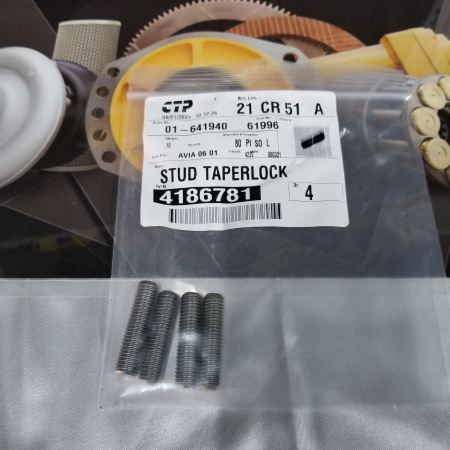 CTP
21 CR 51 A
01-641940
61996
80 PI SO L
AVIA 06 01
STUD TAPERLOCK
4186781
4